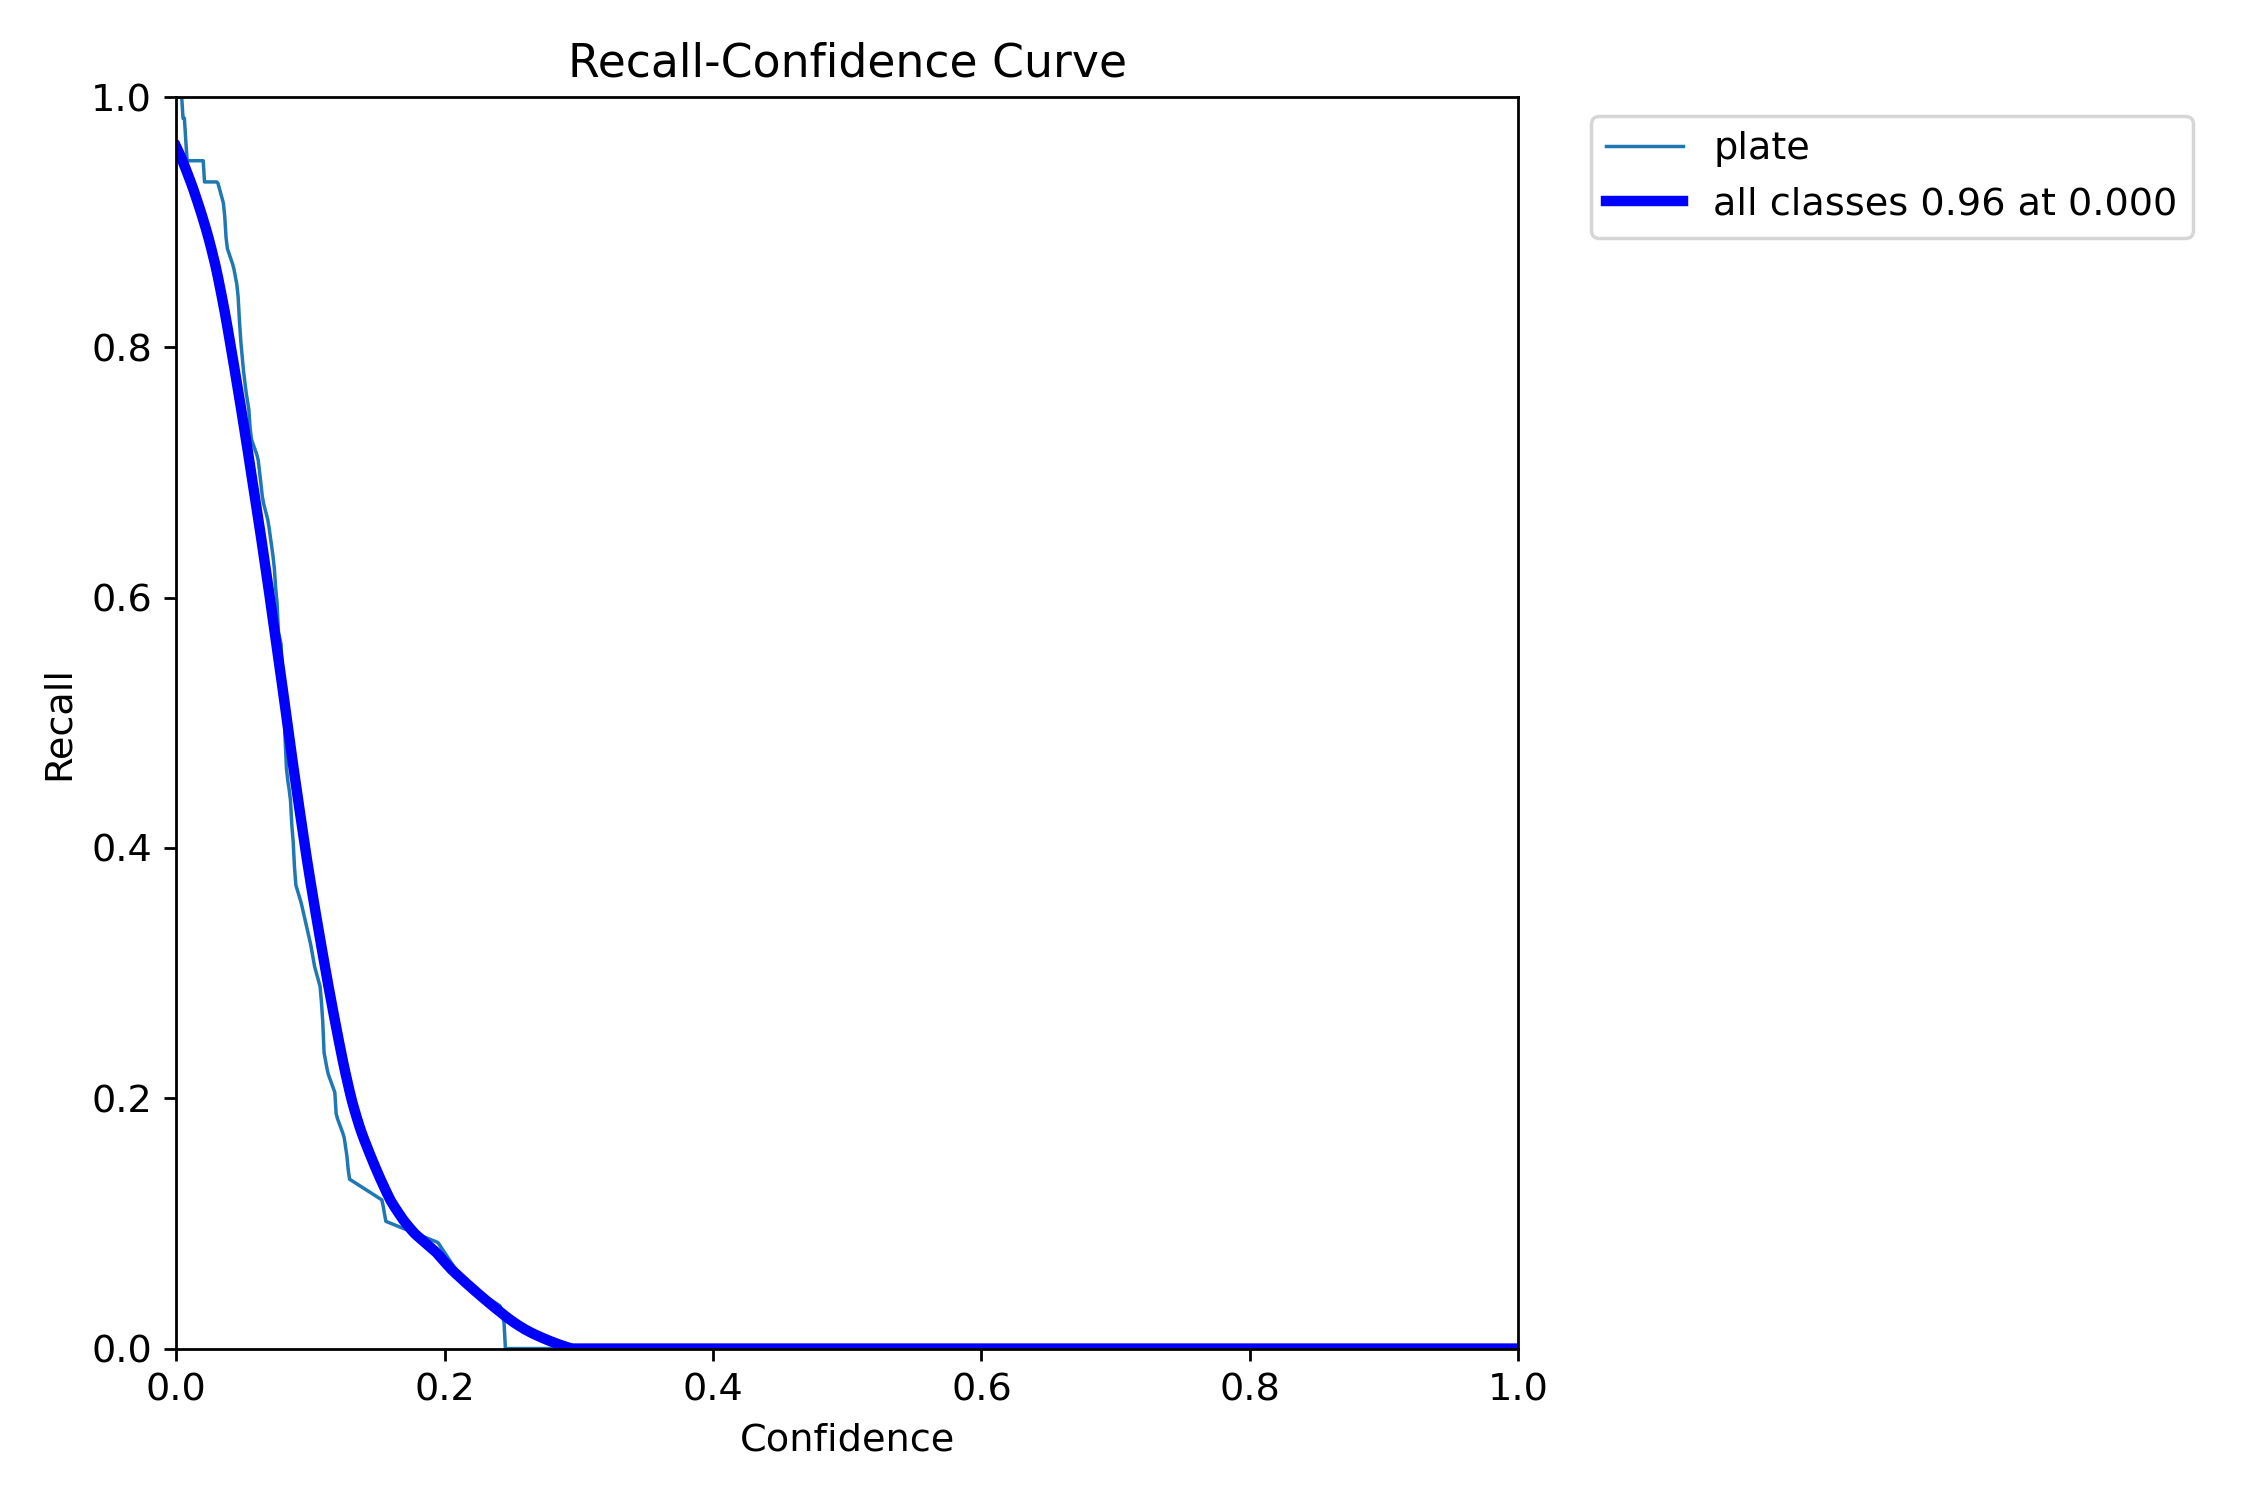 Recall-Confidence Curve
plate
all classes 0.96 at 0.000
1.0
0.8
0.6
0.4
0.2
0.0
Recall
0.0 0.2 0.4 0.6 0.8 1.0
Confidence